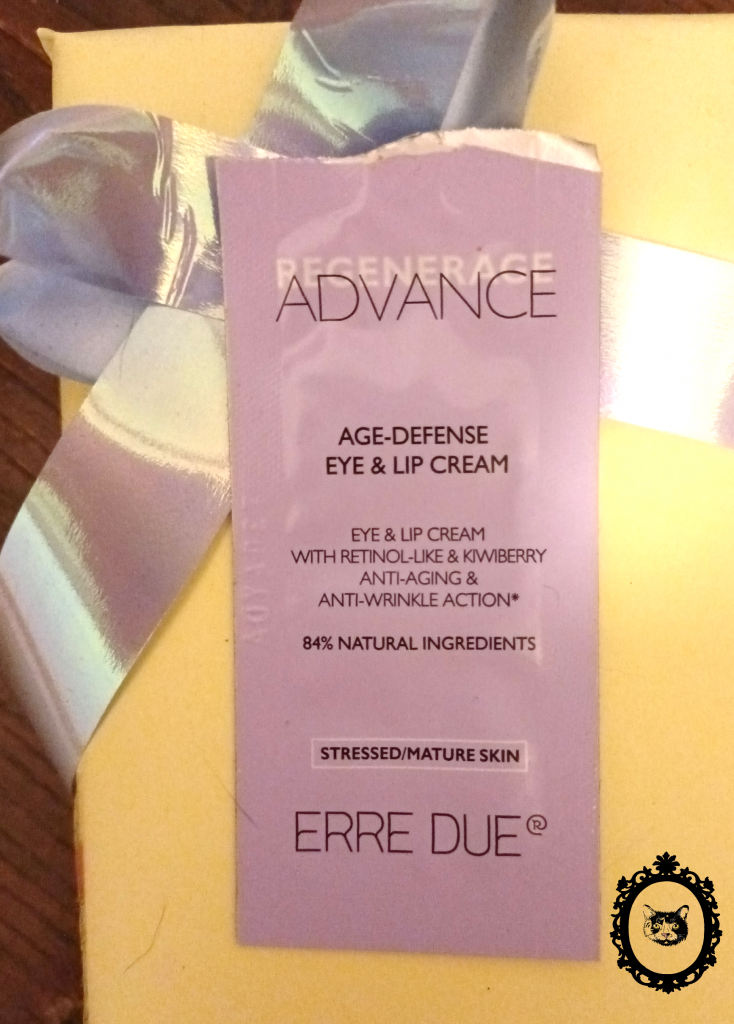 REGENERAGE
ADVANCE
AGE-DEFENSE
EYE & LIP CREAM
EYE & LIP CREAM
WITH RETINOL-LIKE & KIWIBERRY
ANTI-AGING &
ANTI-WRINKLE ACTION*
84% NATURAL INGREDIENTS
STRESSED/MATURE SKIN
ERRE DUE®